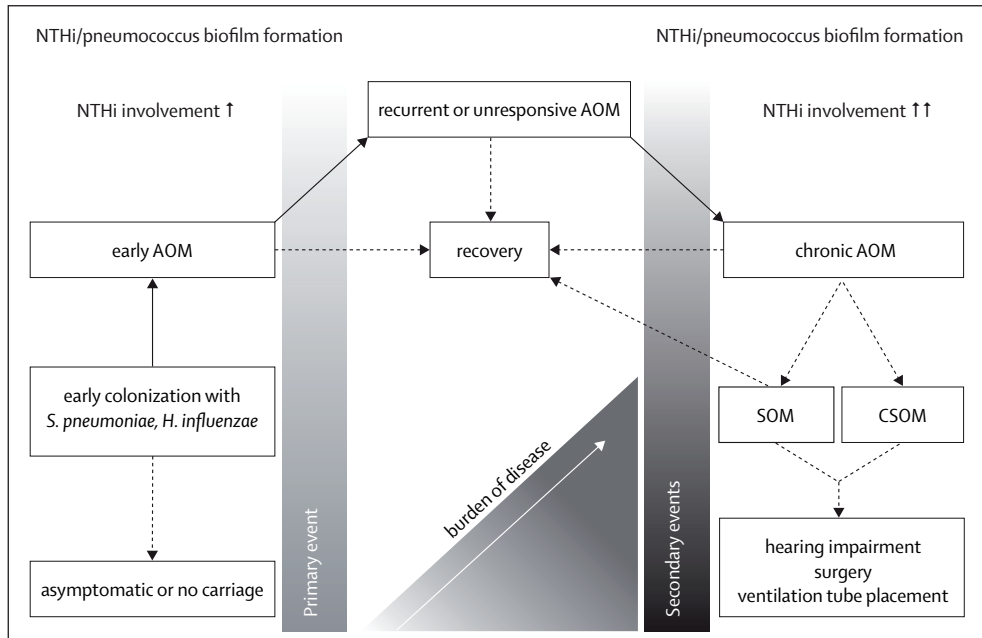 NTHi/pneumococcus biofilm formation
NTHi/pneumococcus biofilm formation
NTHi involvement ↑
recurrent or unresponsive AOM
NTHi involvement ↑↑
early AOM
recovery
chronic AOM
early colonization with
S. pneumoniae, H. influenzae
SOM
CSOM
burden of disease
Primary event
Secondary events
asymptomatic or no carriage
hearing impairment
surgery
ventilation tube placement